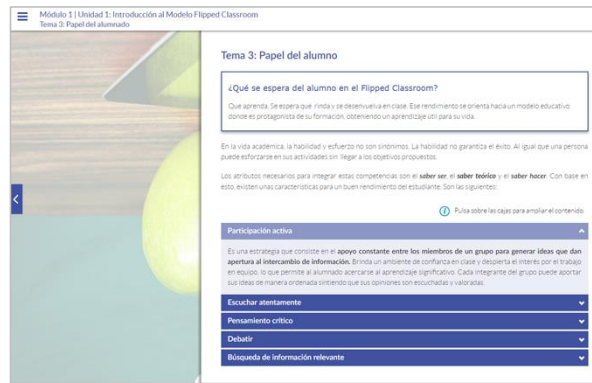 Módulo 1 | Unidad 1: Introducción al Modelo Flipped Classroom
Tema 3: Papel del alumnado
Tema 3: Papel del alumno
¿Qué se espera del alumno en el Flipped Classroom?
Que aprenda. Se espera que rinda y se desenvuelva en clase. Ese rendimiento se orienta hacia un modelo educativo
donde es protagonista de su formación, obteniendo un aprendizaje útil para su vida.
En la vida académica, la habilidad y esfuerzo no son sinónimos. La habilidad no garantiza el éxito. Al igual que una persona
puede esforzarse en sus actividades sin llegar a los objetivos propuestos.
Los atributos necesarios para integrar estas competencias son el saber ser, el saber teórico y el saber hacer. Con base en
esto, existen unas características para un buen rendimiento del estudiante. Son las siguientes:
Pulsa sobre las cajas para ampliar el contenido
Participación activa
Es una estrategia que consiste en el apoyo constante entre los miembros de un grupo para generar ideas que dan
apertura al intercambio de información. Brinda un ambiente de confianza en clase y despierta el interés por el trabajo
en equipo, lo que permite al alumnado acercarse al aprendizaje significativo. Cada integrante del grupo puede aportar
sus ideas de manera ordenada sintiendo que sus opiniones son escuchadas y valoradas.
Escuchar atentamente
Pensamiento crítico
Debatir
Búsqueda de información relevante